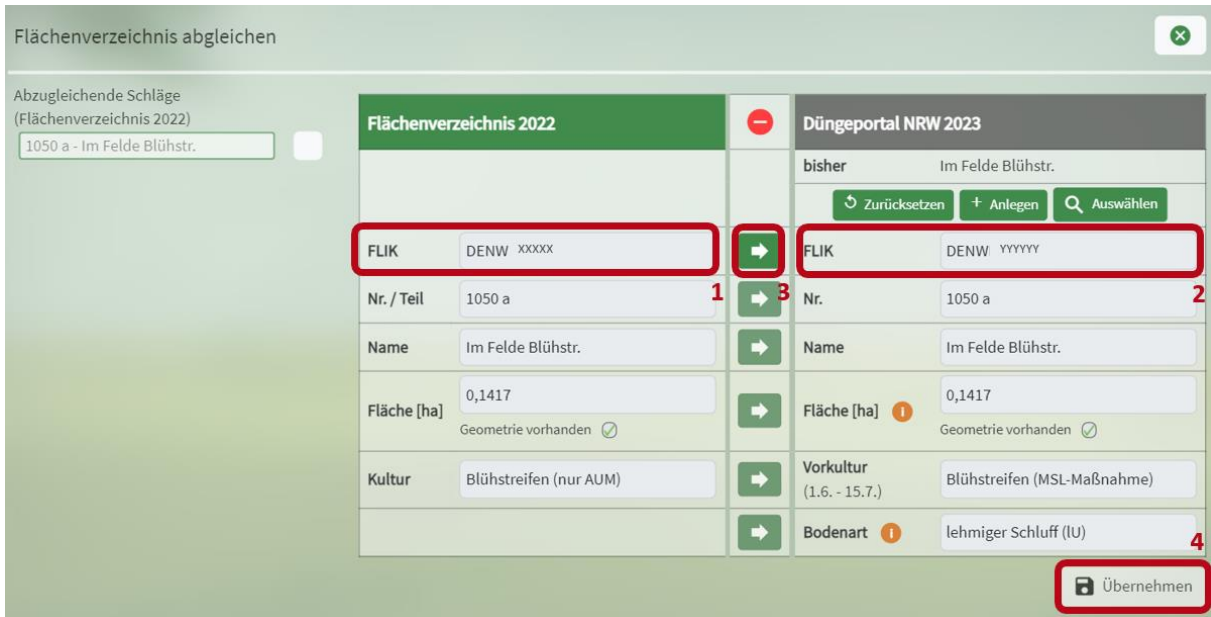 Flächenverzeichnis abgleichen
Abzugleichende Schläge
(Flächenverzeichnis 2022)
1050 a - Im Felde Blühstr.
Flächenverzeichnis 2022
Düngeportal NRW 2023
bisher Im Felde Blühstr.
Zurücksetzen + Anlegen Auswählen
FLIK DENW XXXXX FLIK DENW YYYYYY
1 3 2
Nr. / Teil 1050 a Nr. 1050 a
Name Im Felde Blühstr. Name Im Felde Blühstr.
Fläche [ha] 0,1417 Fläche [ha] 0,1417
Geometrie vorhanden Geometrie vorhanden
Kultur Blühstreifen (nur AUM) Vorkultur Blühstreifen (MSL-Maßnahme)
(1.6. - 15.7.)
Bodenart lehmiger Schluff (lU)
4
Übernehmen